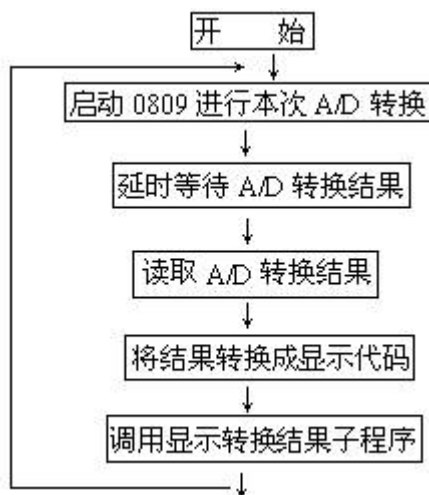 开 始
启动 0809 进行本次 A/D 转换
延时等待 A/D 转换结果
读取 A/D 转换结果
将结果转换成显示代码
调用显示转换结果子程序